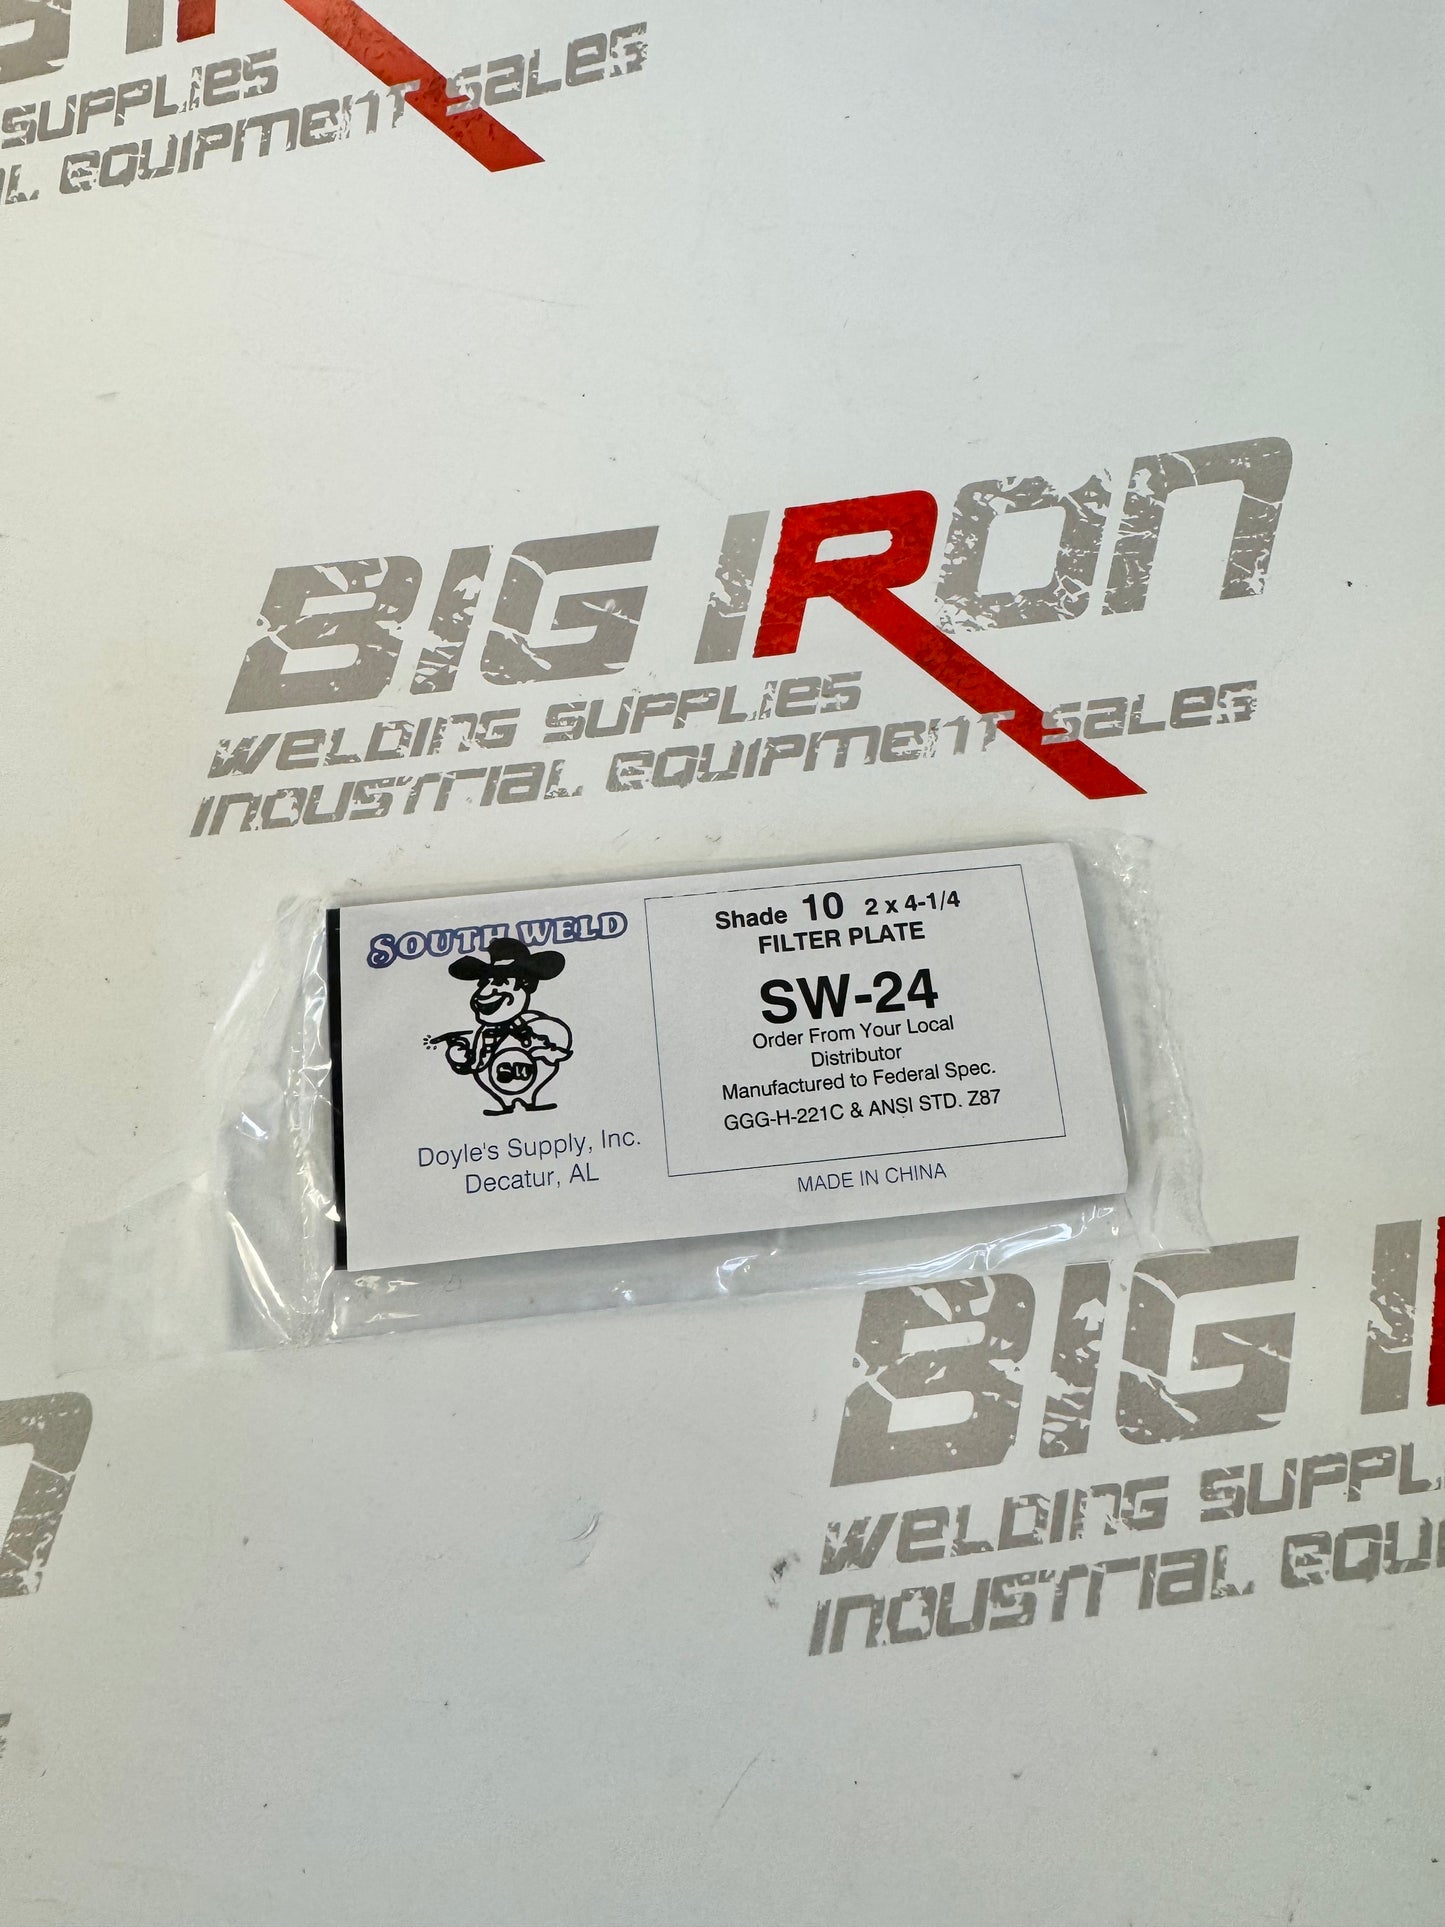 SUPPLIES
EQUIPMENT SALES
BIG IRON
WELDING SUPPLIES
INDUSTRIAL EQUIPMENT SALES
SOUTH WELD
SW
Doyle's Supply, Inc.
Decatur, AL
Shade 10 2 x 4-1/4
FILTER PLATE
SW-24
Order From Your Local
Distributor
Manufactured to Federal Spec.
GGG-H-221C & ANSI STD. Z87
MADE IN CHINA
BIG I
WELDING SUPPL
INDUSTRIAL EQU